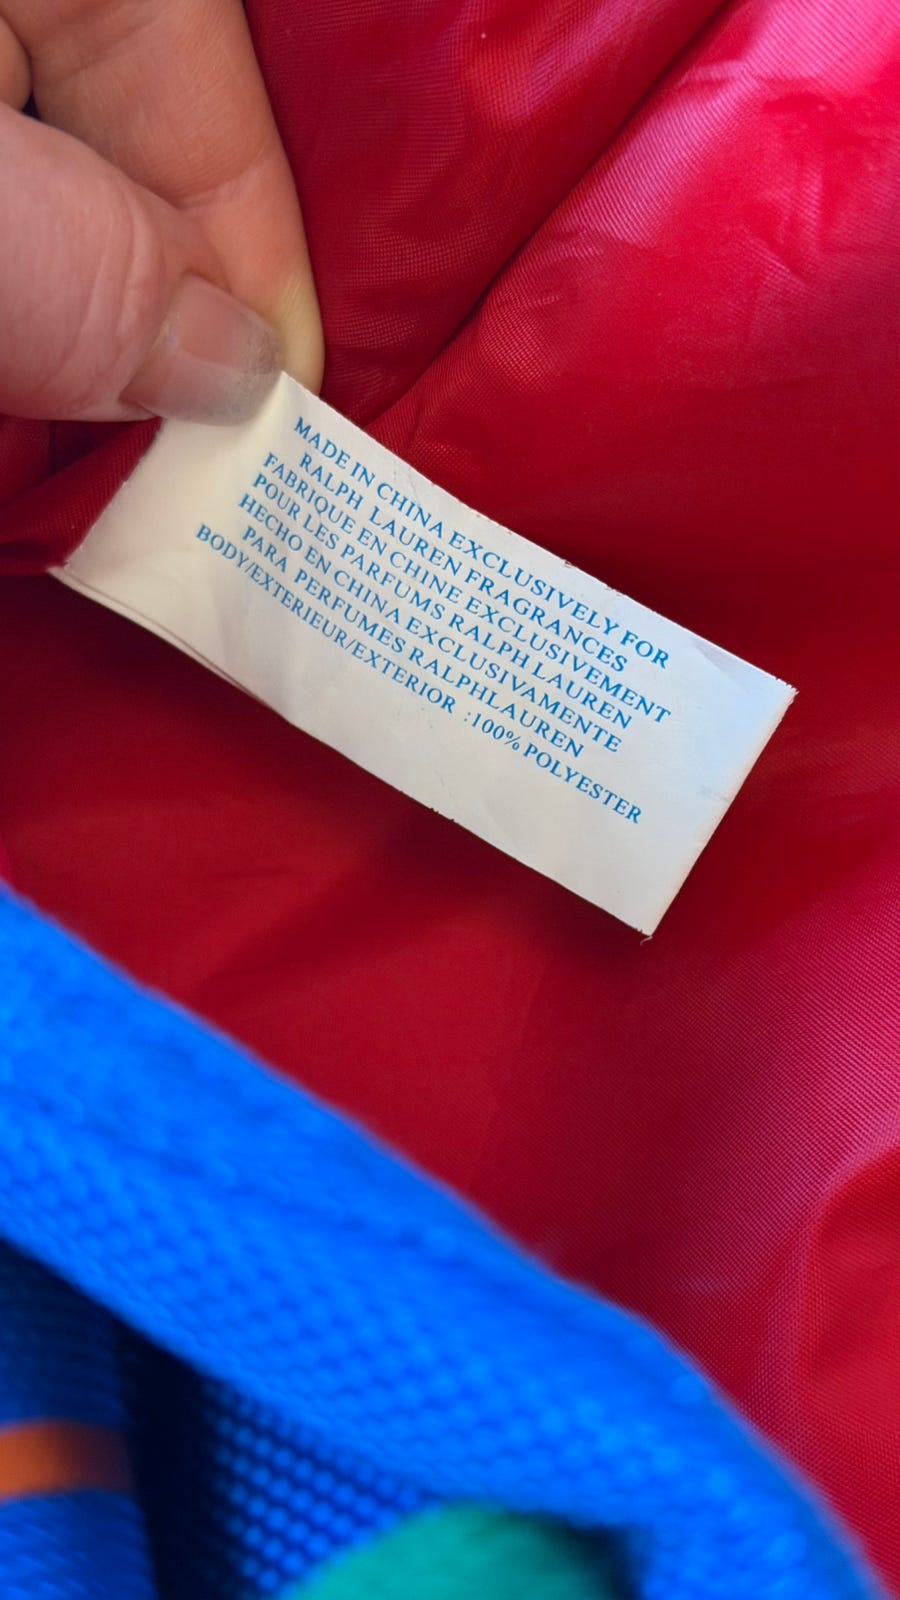 MADE IN CHINA EXCLUSIVELY FOR
RALPH LAUREN FRAGRANCES
FABRIQUE EN CHINE EXCLUSIVEMENT
POUR LES PARFUMS RALPH LAUREN
HECHO EN CHINA EXCLUSIVAMENTE
PARA PERFUMES RALPHLAUREN
BODY/EXTERIEUR/EXTERIOR :100% POLYESTER